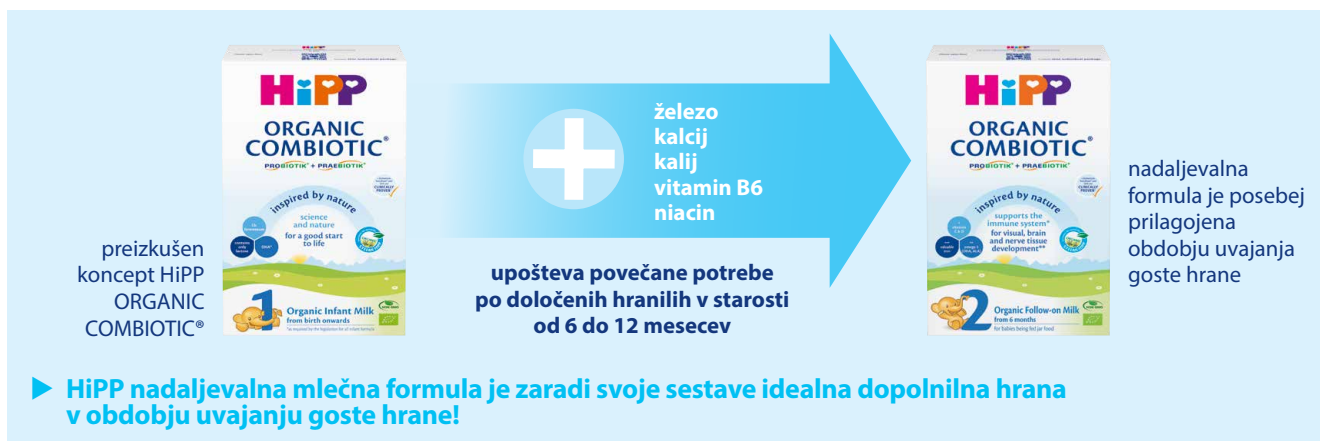 HiPP
ORGANIC
COMBIOTIC®
PROBIOTIK® + PRAEBIOTIK®
inspired by nature
science
and nature
for a good start
to life
1
Organic Infant Milk
from birth onwards
železo
kalcij
kalij
vitamin B6
niacin
HiPP
ORGANIC
COMBIOTIC®
PROBIOTIK® + PRAEBIOTIK®
inspired by nature
supports the
immune system*
for visual, brain
and nerve tissue
development**
2
Organic Follow-on Milk
from 6 months
for babies being fed jar food
preizkušen
koncept HiPP
ORGANIC
COMBIOTIC®
upošteva povečane potrebe
po določenih hranilih v starosti
od 6 do 12 mesecev
nadaljevalna
formula je posebej
prilagojena
obdobju uvajanja
goste hrane
HiPP nadaljevalna mlečna formula je zaradi svoje sestave idealna dopolnilna hrana
v obdobju uvajanju goste hrane!